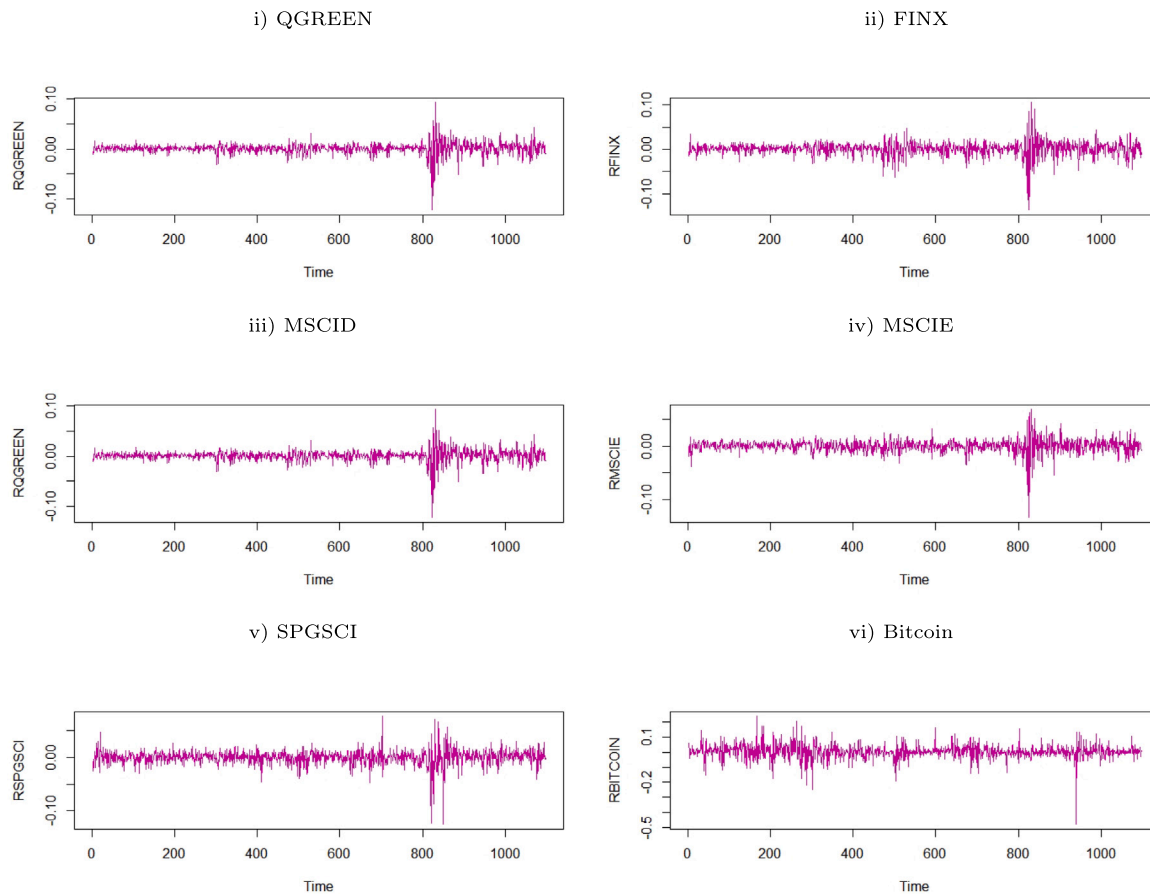 i) QGREEN
ii) FINX
RQGREEN
0.10
0.00
-0.10
0 200 400 600 800 1000
Time
RFINX
0.10
0.00
-0.10
0 200 400 600 800 1000
Time
iii) MSCID
iv) MSCIE
RQGREEN
0.10
0.00
-0.10
0 200 400 600 800 1000
Time
RMSCIE
0.00
-0.10
0 200 400 600 800 1000
Time
v) SPGSCI
vi) Bitcoin
RSPGSCI
0.00
-0.10
0 200 400 600 800 1000
Time
RBITCOIN
0.1
-0.2
-0.5
0 200 400 600 800 1000
Time